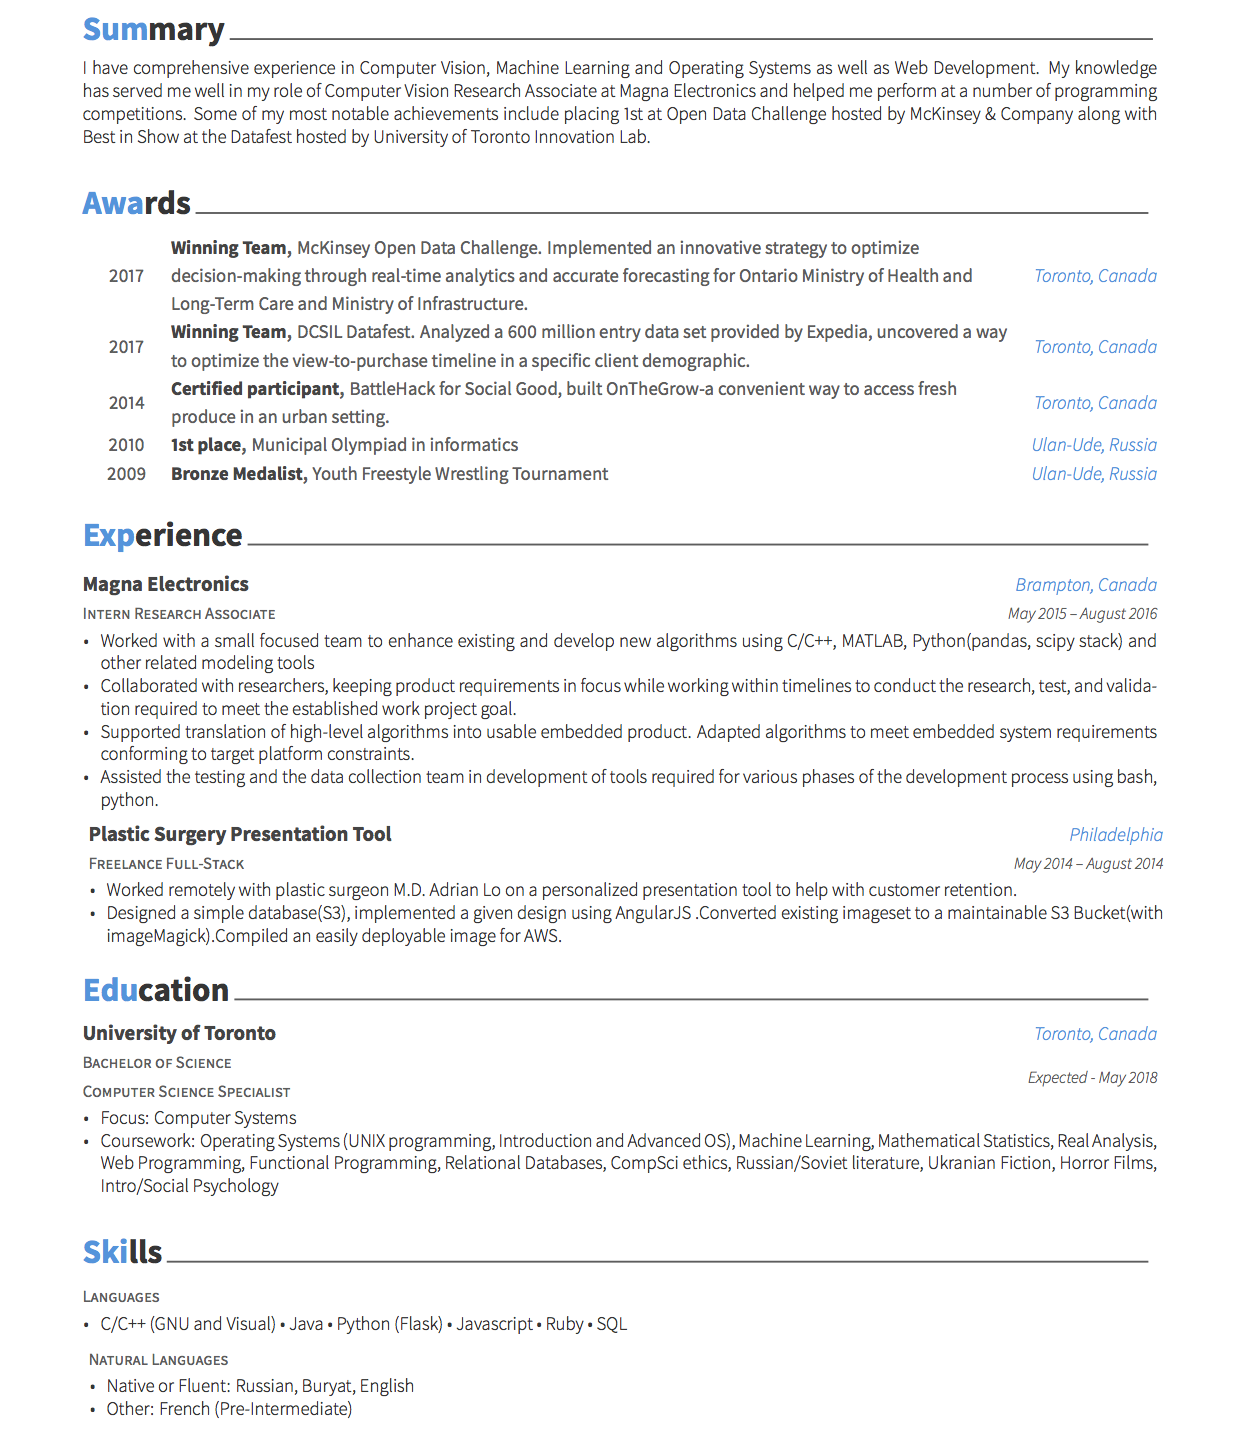 Summary
I have comprehensive experience in Computer Vision, Machine Learning and Operating Systems as well as Web Development. My knowledge
has served me well in my role of Computer Vision Research Associate at Magna Electronics and helped me perform at a number of programming
competitions. Some of my most notable achievements include placing 1st at Open Data Challenge hosted by McKinsey & Company along with
Best in Show at the Datafest hosted by University of Toronto Innovation Lab.
Awards
Winning Team, McKinsey Open Data Challenge. Implemented an innovative strategy to optimize
2017 decision-making through real-time analytics and accurate forecasting for Ontario Ministry of Health and Toronto, Canada
Long-Term Care and Ministry of Infrastructure.
Winning Team, DCSIL Datafest. Analyzed a 600 million entry data set provided by Expedia, uncovered a way
2017 Toronto, Canada
to optimize the view-to-purchase timeline in a specific client demographic.
Certified participant, BattleHack for Social Good, built OnTheGrow-a convenient way to access fresh
2014 Toronto, Canada
produce in an urban setting.
2010 1st place, Municipal Olympiad in informatics Ulan-Ude, Russia
2009 Bronze Medalist, Youth Freestyle Wrestling Tournament Ulan-Ude, Russia
Experience
Magna Electronics Brampton, Canada
Intern Research Associate May 2015 – August 2016
• Worked with a small focused team to enhance existing and develop new algorithms using C/C++, MATLAB, Python(pandas, scipy stack) and
other related modeling tools
• Collaborated with researchers, keeping product requirements in focus while working within timelines to conduct the research, test, and valida-
tion required to meet the established work project goal.
• Supported translation of high-level algorithms into usable embedded product. Adapted algorithms to meet embedded system requirements
conforming to target platform constraints.
• Assisted the testing and the data collection team in development of tools required for various phases of the development process using bash,
python.
Plastic Surgery Presentation Tool Philadelphia
Freelance Full-Stack May 2014 – August 2014
• Worked remotely with plastic surgeon M.D. Adrian Lo on a personalized presentation tool to help with customer retention.
• Designed a simple database(S3), implemented a given design using AngularJS .Converted existing imageset to a maintainable S3 Bucket(with
imageMagick).Compiled an easily deployable image for AWS.
Education
University of Toronto Toronto, Canada
Bachelor of Science
Expected - May 2018
Computer Science Specialist
• Focus: Computer Systems
• Coursework: Operating Systems (UNIX programming, Introduction and Advanced OS), Machine Learning, Mathematical Statistics, Real Analysis,
Web Programming, Functional Programming, Relational Databases, CompSci ethics, Russian/Soviet literature, Ukranian Fiction, Horror Films,
Intro/Social Psychology
Skills
Languages
• C/C++ (GNU and Visual) • Java • Python (Flask) • Javascript • Ruby • SQL
Natural Languages
• Native or Fluent: Russian, Buryat, English
• Other: French (Pre-Intermediate)